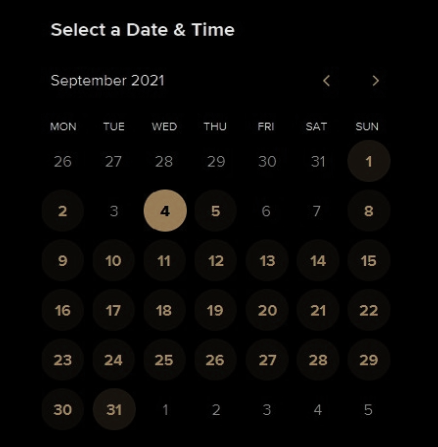 Select a Date & Time
September 2021
MON TUE WED THU FRI SAT SUN
26 27 28 29 30 31 1
2 3 4 5 6 7 8
9 10 11 12 13 14 15
16 17 18 19 20 21 22
23 24 25 26 27 28 29
30 31 1 2 3 4 5